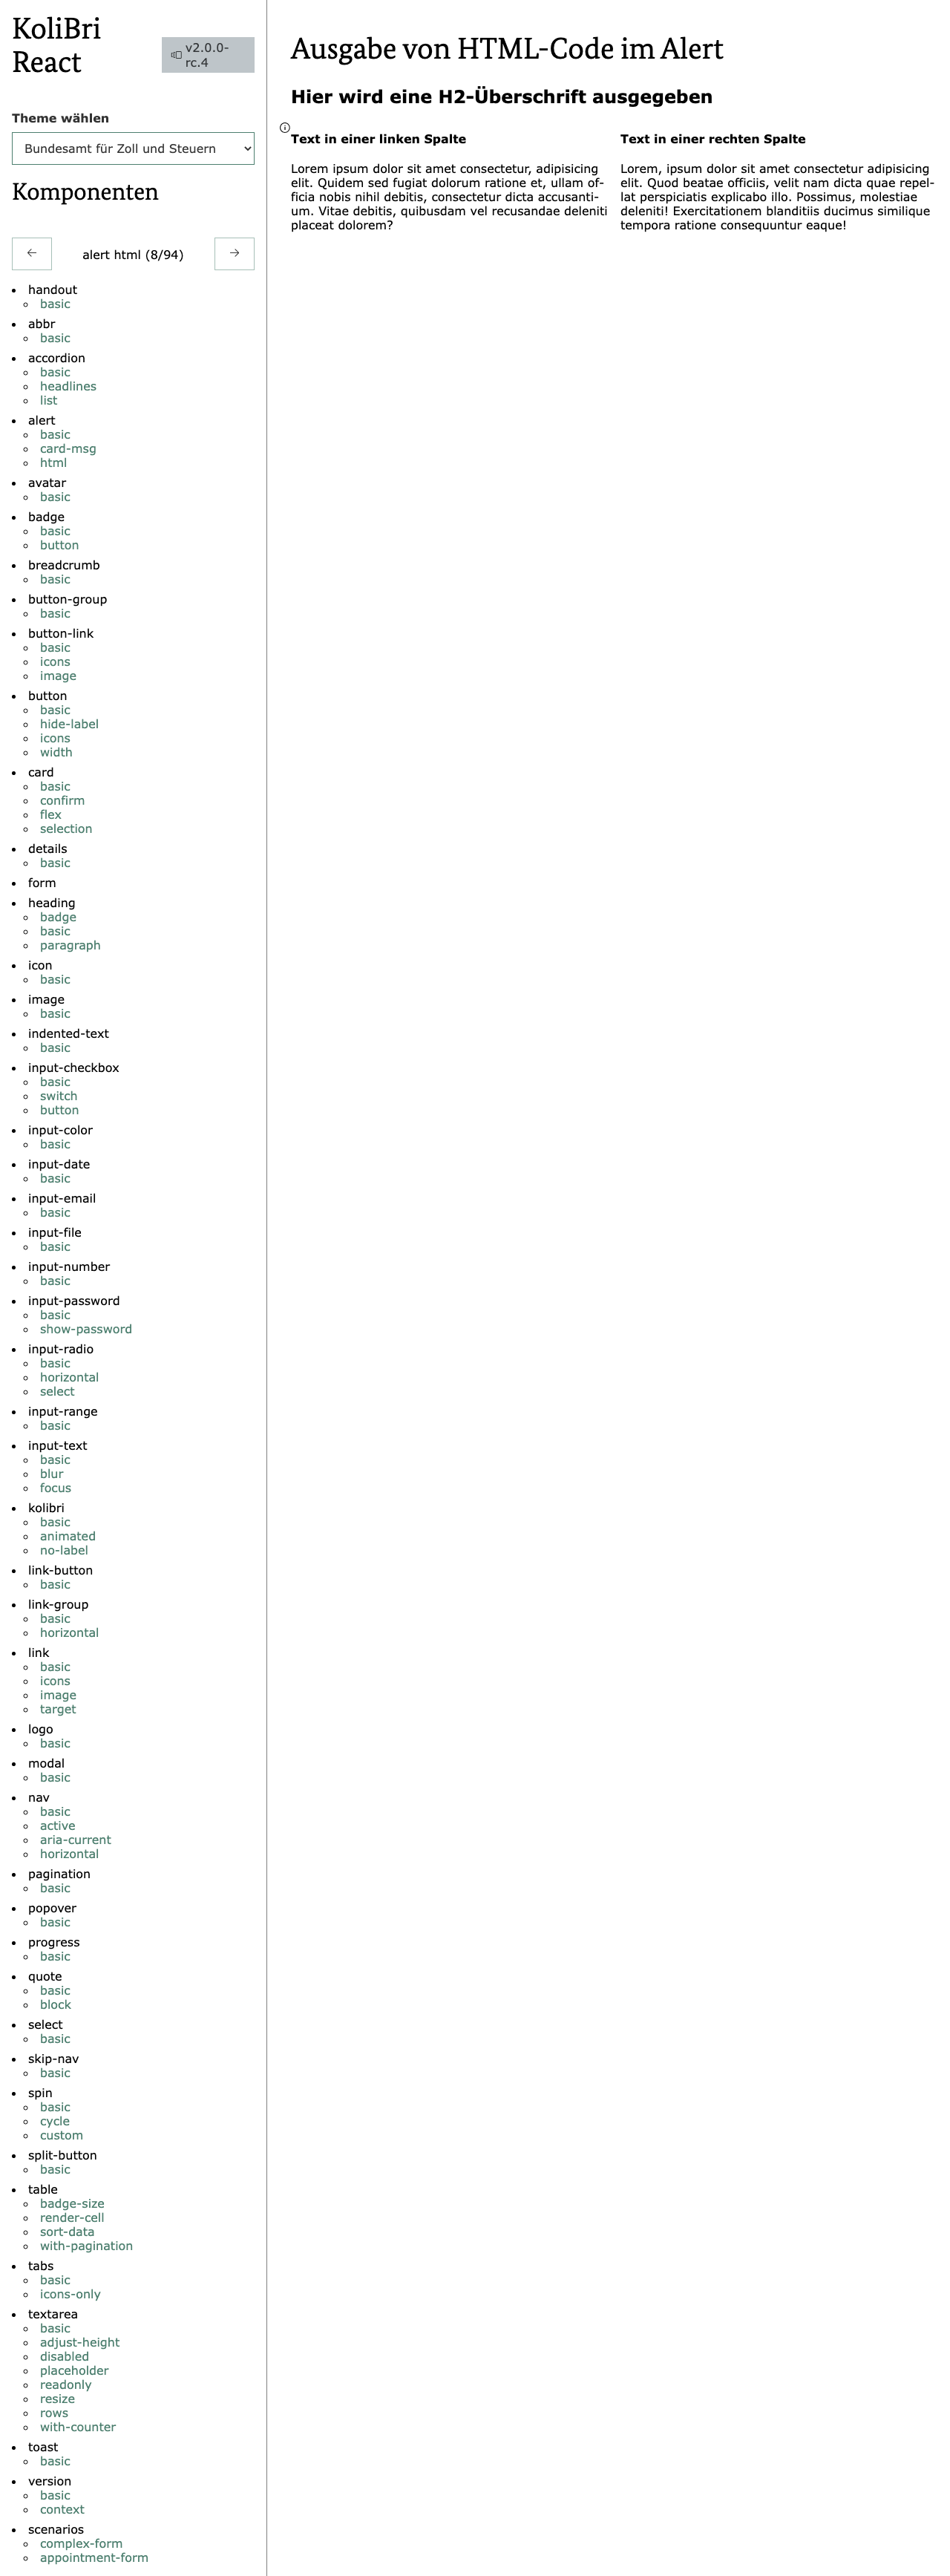 KoliBri
React
v2.0.0-
rc.4
Theme wählen
Bundesamt für Zoll und Steuern
Komponenten
← alert html (8/94) →
handout
basic
abbr
basic
accordion
basic
headlines
list
alert
basic
card-msg
html
avatar
basic
badge
basic
button
breadcrumb
basic
button-group
basic
button-link
basic
icons
image
button
basic
hide-label
icons
width
card
basic
confirm
flex
selection
details
basic
form
heading
badge
basic
paragraph
icon
basic
image
basic
indented-text
basic
input-checkbox
basic
switch
button
input-color
basic
input-date
basic
input-email
basic
input-file
basic
input-number
basic
input-password
basic
show-password
input-radio
basic
horizontal
select
input-range
basic
input-text
basic
blur
focus
kolibri
basic
animated
no-label
link-button
basic
link-group
basic
horizontal
link
basic
icons
image
target
logo
basic
modal
basic
nav
basic
active
aria-current
horizontal
pagination
basic
popover
basic
progress
basic
quote
basic
block
select
basic
skip-nav
basic
spin
basic
cycle
custom
split-button
basic
table
badge-size
render-cell
sort-data
with-pagination
tabs
basic
icons-only
textarea
basic
adjust-height
disabled
placeholder
readonly
resize
rows
with-counter
toast
basic
version
basic
context
scenarios
complex-form
appointment-form
Ausgabe von HTML-Code im Alert
Hier wird eine H2-Überschrift ausgegeben
Text in einer linken Spalte
Lorem ipsum dolor sit amet consectetur, adipisicing
elit. Quidem sed fugiat dolorum ratione et, ullam of-
ficia nobis nihil debitis, consectetur dicta accusanti-
um. Vitae debitis, quibusdam vel recusandae deleniti
placeat dolorem?
Text in einer rechten Spalte
Lorem, ipsum dolor sit amet consectetur adipisicing
elit. Quod beatae officiis, velit nam dicta quae repel-
lat perspiciatis explicabo illo. Possimus, molestiae
deleniti! Exercitationem blanditiis ducimus similique
tempora ratione consequuntur eaque!